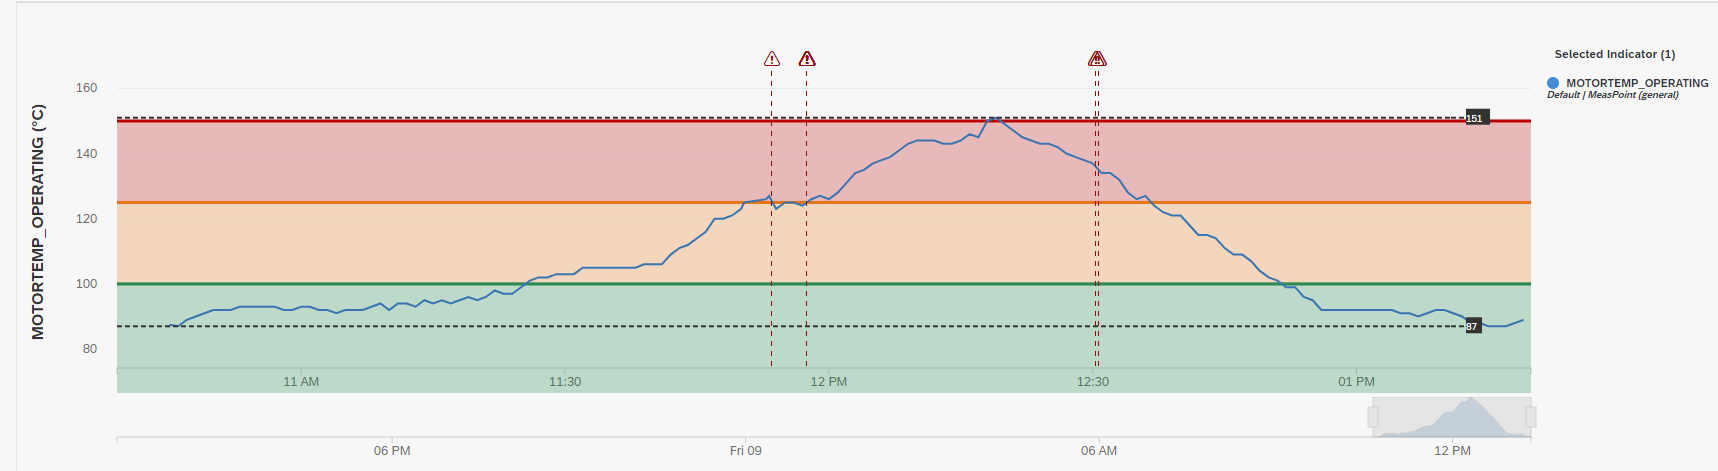 Selected Indicator (1)
MOTORTEMP_OPERATING
Default | MeasPoint (general)
MOTORTEMP_OPERATING (°C)
160
140
120
100
80
151
87
11 AM
11:30
12 PM
12:30
01 PM
06 PM
Fri 09
06 AM
12 PM